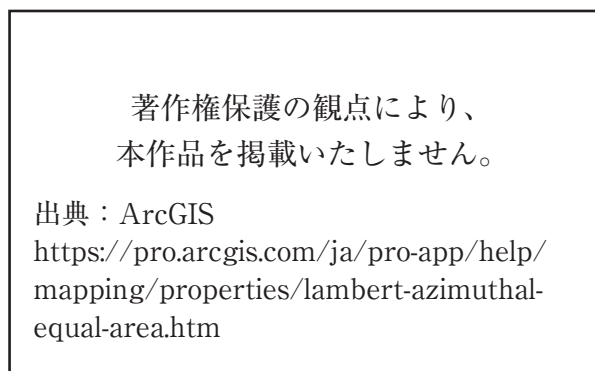 著作権保護の観点により、
本作品を掲載いたしません。
出典：ArcGIS
https://pro.arcgis.com/ja/pro-app/help/
mapping/properties/lambert-azimuthal-
equal-area.htm